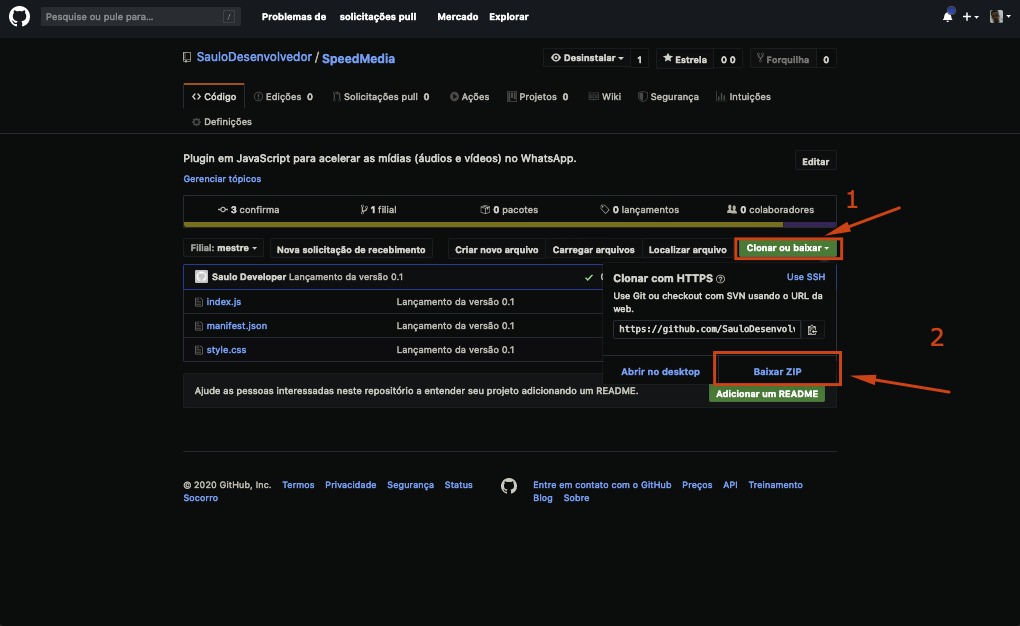 Pesquise ou pule para... /
Problemas de solicitações pull Mercado Explorar
SauloDesenvolvedor / SpeedMedia
Desinstalar 1 Estrela 0 0 Forquilha 0
Código Edições 0 Solicitações pull 0 Ações Projetos 0 Wiki Segurança Intuições
Definições
Plugin em JavaScript para acelerar as mídias (áudios e vídeos) no WhatsApp.
Editar
Gerenciar tópicos
1
3 confirma 1 filial 0 pacotes 0 lançamentos 0 colaboradores
Filial: mestre Nova solicitação de recebimento Criar novo arquivo Carregar arquivos Localizar arquivo Clonar ou baixar
Saulo Developer Lançamento da versão 0.1
index.js Lançamento da versão 0.1
manifest.json Lançamento da versão 0.1
style.css Lançamento da versão 0.1
Clonar com HTTPS ? Use SSH
Use Git ou checkout com SVN usando o URL da
web.
https://github.com/SauloDesenvolv
2
Abrir no desktop Baixar ZIP
Ajude as pessoas interessadas neste repositório a entender seu projeto adicionando um README.
Adicionar um README
© 2020 GitHub, Inc. Termos Privacidade Segurança Status
Socorro
Entre em contato com o GitHub Preços API Treinamento
Blog Sobre